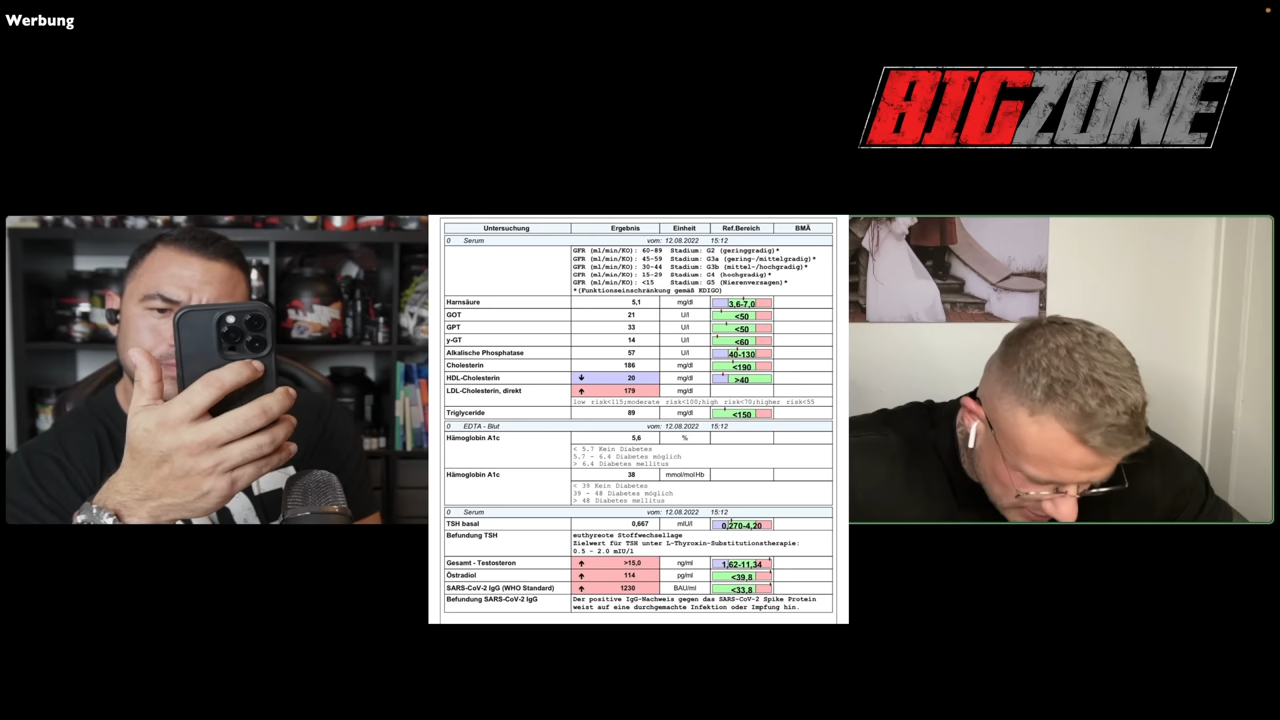 Werbung
BIGZONE
Untersuchung Ergebnis Einheit Ref.Bereich BMÄ
0 Serum vom: 12.08.2022 15:12
GFR (ml/min/KO): 60-89 Stadium: G2 (geringgradig)*
GFR (ml/min/KO): 45-59 Stadium: G3a (gering-/mittelgradig)*
GFR (ml/min/KO): 30-44 Stadium: G3b (mittel-/hochgradig)*
GFR (ml/min/KO): 15-29 Stadium: G4 (hochgradig)*
GFR (ml/min/KO): <15 Stadium: G5 (Nierenversagen)*
*(Funktionseinschränkung gemäß KDIGO)
Harnsäure 5,1 mg/dl 3,6-7,0
GOT 21 U/l <50
GPT 33 U/l <50
y-GT 14 U/l <60
Alkalische Phosphatase 57 U/l 40-130
Cholesterin 186 mg/dl <190
HDL-Cholesterin ↓ 20 mg/dl >40
LDL-Cholesterin, direkt ↑ 179 mg/dl
low risk<115;moderate risk<100;high risk<70;higher risk<55
Triglyceride 89 mg/dl <150
0 EDTA - Blut vom: 12.08.2022 15:12
Hämoglobin A1c 5,6 %
< 5.7 Kein Diabetes
5.7 - 6.4 Diabetes möglich
> 6.4 Diabetes mellitus
Hämoglobin A1c 38 mmol/molHb
< 39 Kein Diabetes
39 - 48 Diabetes möglich
> 48 Diabetes mellitus
0 Serum vom: 12.08.2022 15:12
TSH basal 0,667 mIU/l 0,270-4,20
Befundung TSH euthyreote Stoffwechsellage
Zielwert für TSH unter L-Thyroxin-Substitutionstherapie:
0.5 - 2.0 mIU/l
Gesamt - Testosteron ↑ >15,0 ng/ml 1,62-11,34
Östradiol ↑ 114 pg/ml <39,8
SARS-CoV-2 IgG (WHO Standard) ↑ 1230 BAU/ml <33,8
Befundung SARS-CoV-2 IgG Der positive IgG-Nachweis gegen das SARS-CoV-2 Spike Protein
weist auf eine durchgemachte Infektion oder Impfung hin.